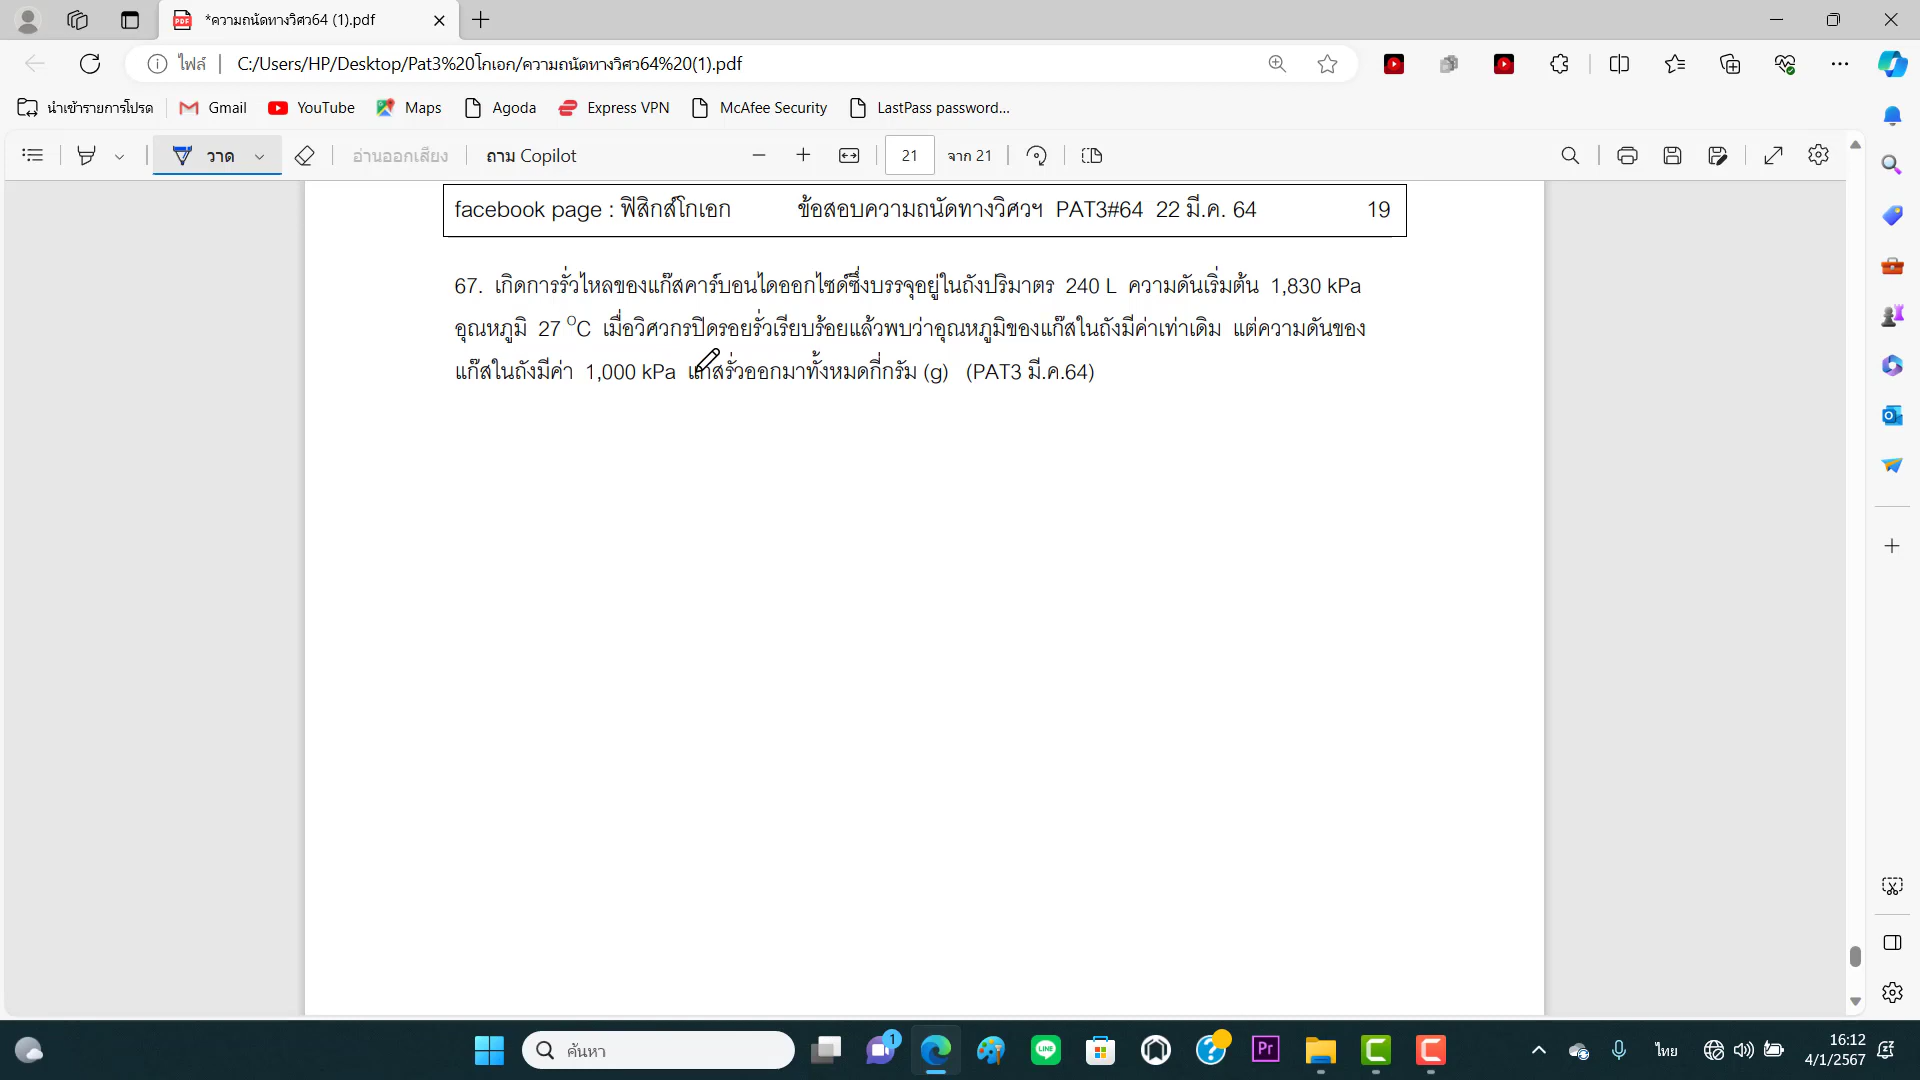 *ความถนัดทางวิศว64 (1).pdf
ไฟล์ C:/Users/HP/Desktop/Pat3%20โกเอก/ความถนัดทางวิศว64%20(1).pdf
นำเข้ารายการโปรด Gmail YouTube Maps Agoda Express VPN McAfee Security LastPass password...
วาด อ่านออกเสียง ถาม Copilot 21 จาก 21
facebook page : ฟิสิกส์โกเอก ข้อสอบความถนัดทางวิศวฯ PAT3#64 22 มี.ค. 64 19
67. เกิดการรั่วไหลของแก๊สคาร์บอนไดออกไซด์ซึ่งบรรจุอยู่ในถังปริมาตร 240 L ความดันเริ่มต้น 1,830 kPa
อุณหภูมิ 27 °C เมื่อวิศวกรปิดรอยรั่วเรียบร้อยแล้วพบว่าอุณหภูมิของแก๊สในถังมีค่าเท่าเดิม แต่ความดันของ
แก๊สในถังมีค่า 1,000 kPa แก๊สรั่วออกมาทั้งหมดกี่กรัม (g) (PAT3 มี.ค.64)
1
ค้นหา Pr LINE ไทย 16:12
4/1/2567